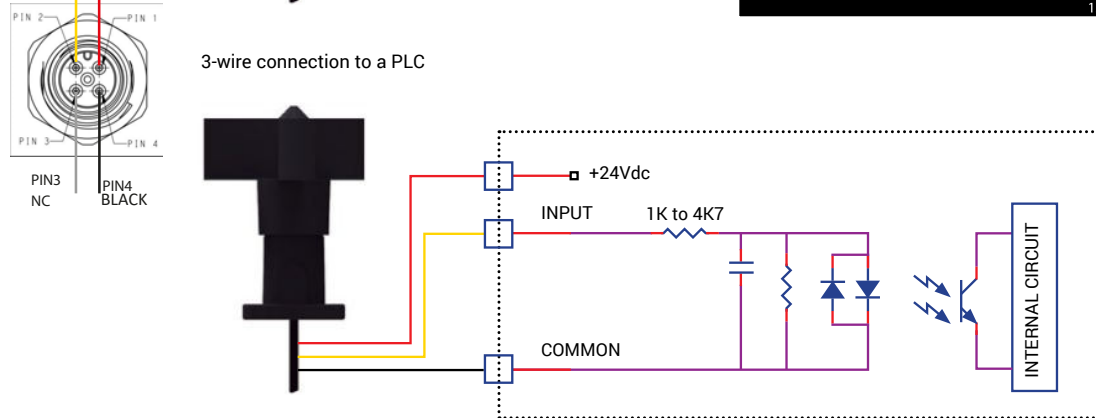 1
PIN 2
PIN 1
3-wire connection to a PLC
PIN 3
PIN 4
PIN3
NC
PIN4
BLACK
+24Vdc
INPUT
1K to 4K7
COMMON
INTERNAL CIRCUIT